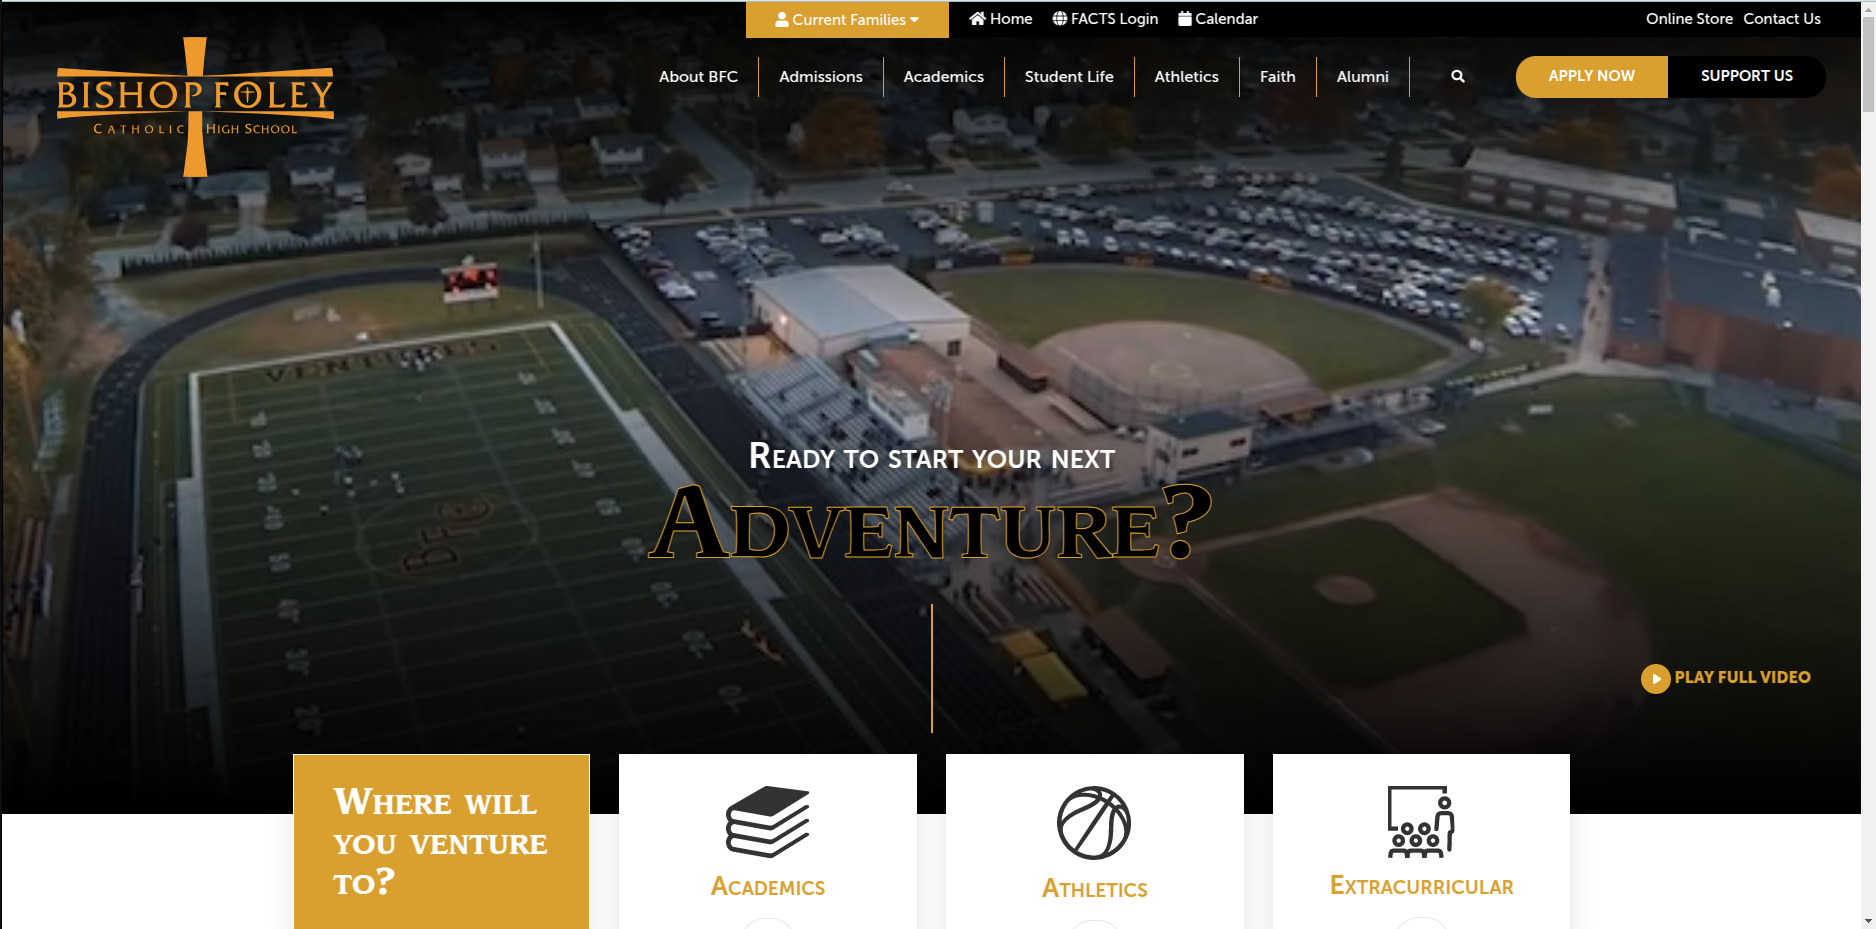 Current Families
Home
FACTS Login
Calendar
Online Store
Contact Us
BISHOP FOLEY
CATHOLIC HIGH SCHOOL
About BFC
Admissions
Academics
Student Life
Athletics
Faith
Alumni
APPLY NOW
SUPPORT US
VENTURES
BFC
Ready to start your next
Adventure?
PLAY FULL VIDEO
Where will
you venture
to?
Academics
Athletics
Extracurricular